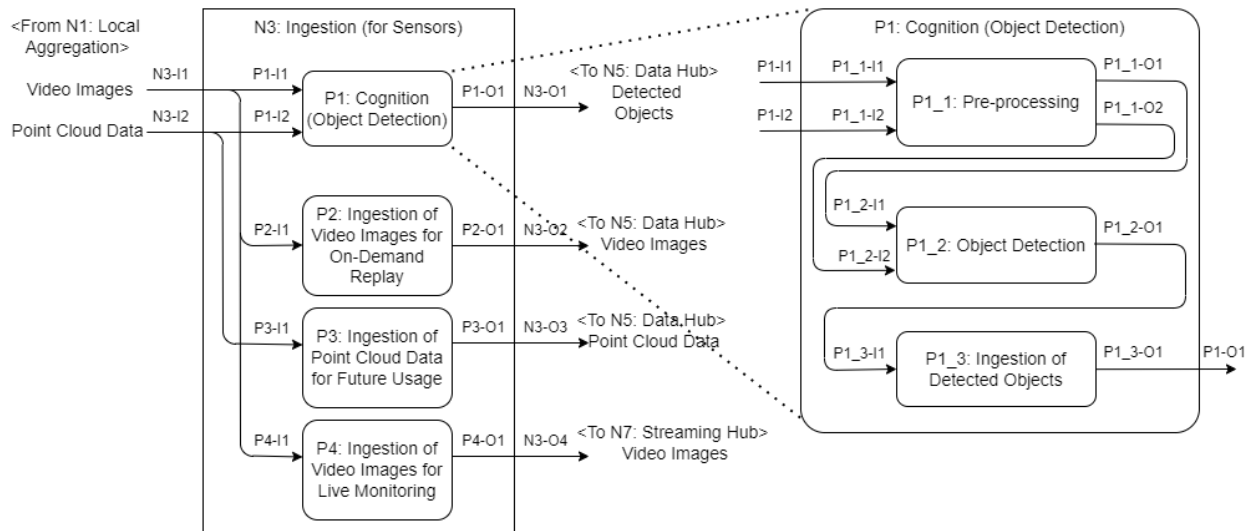 <From N1: Local
Aggregation>
Video Images
Point Cloud Data
N3-I1
N3-I2
N3: Ingestion (for Sensors)
P1-I1
P1-I2
P1: Cognition
(Object Detection)
P1-O1
N3-O1
<To N5: Data Hub>
Detected
Objects
P2-I1
P2: Ingestion of
Video Images for
On-Demand
Replay
P2-O1
N3-O2
<To N5: Data Hub>
Video Images
P3-I1
P3: Ingestion of
Point Cloud Data
for Future Usage
P3-O1
N3-O3
<To N5: Data Hub>
Point Cloud Data
P4-I1
P4: Ingestion of
Video Images for
Live Monitoring
P4-O1
N3-O4
<To N7: Streaming Hub>
Video Images
P1: Cognition (Object Detection)
P1-I1
P1_1-I1
P1-I2
P1_1-I2
P1_1: Pre-processing
P1_1-O1
P1_1-O2
P1_2-I1
P1_2-I2
P1_2: Object Detection
P1_2-O1
P1_3-I1
P1_3: Ingestion of
Detected Objects
P1_3-O1
P1-O1